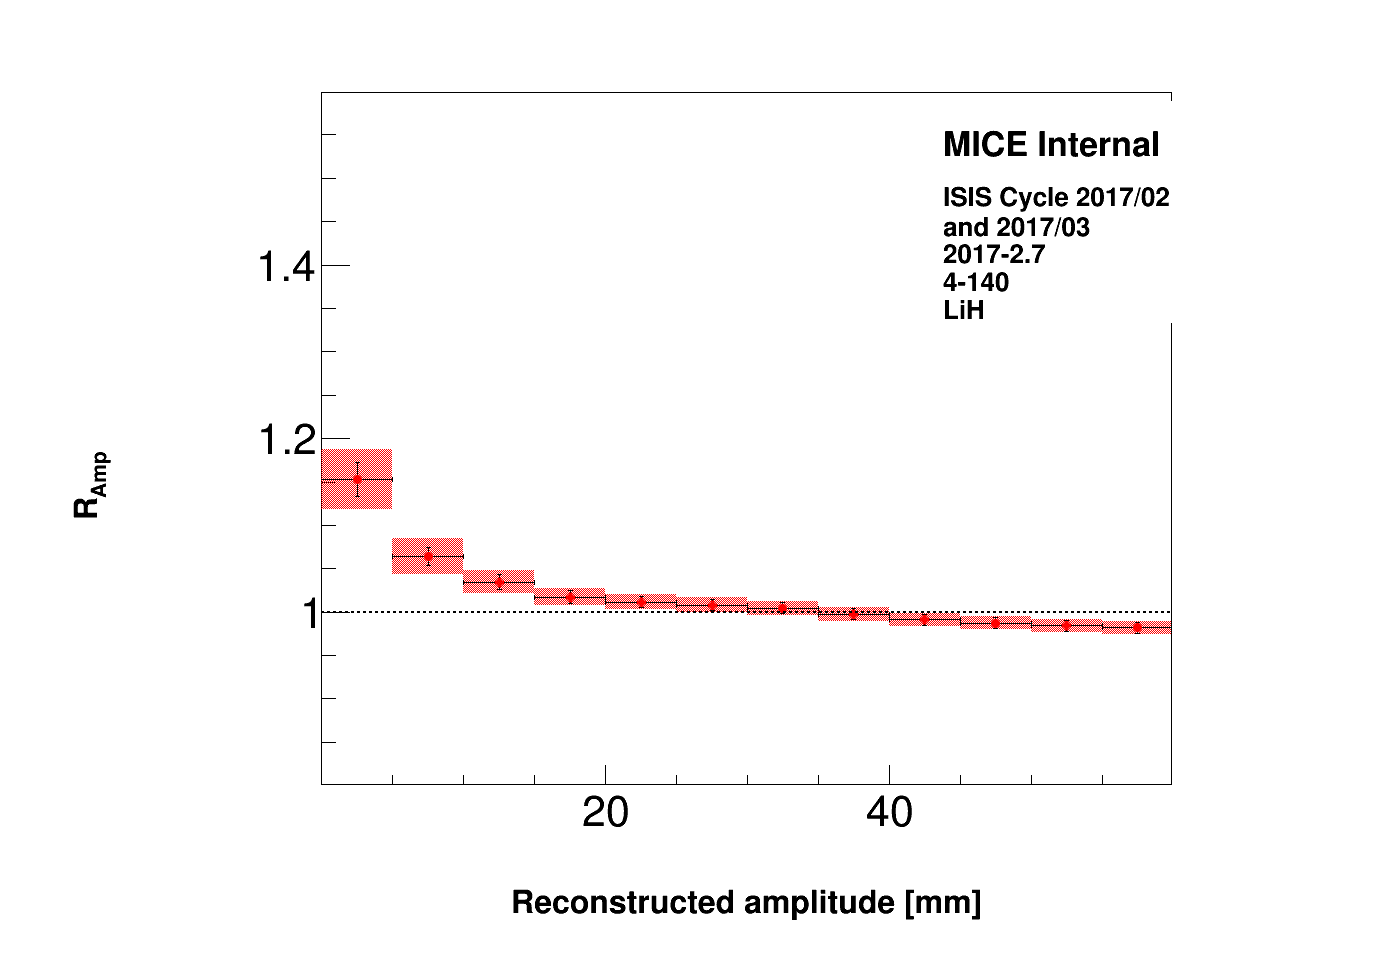 MICE Internal
ISIS Cycle 2017/02
and 2017/03
2017-2.7
4-140
LiH
1.4
1.2
1
R_Amp
20
40
Reconstructed amplitude [mm]